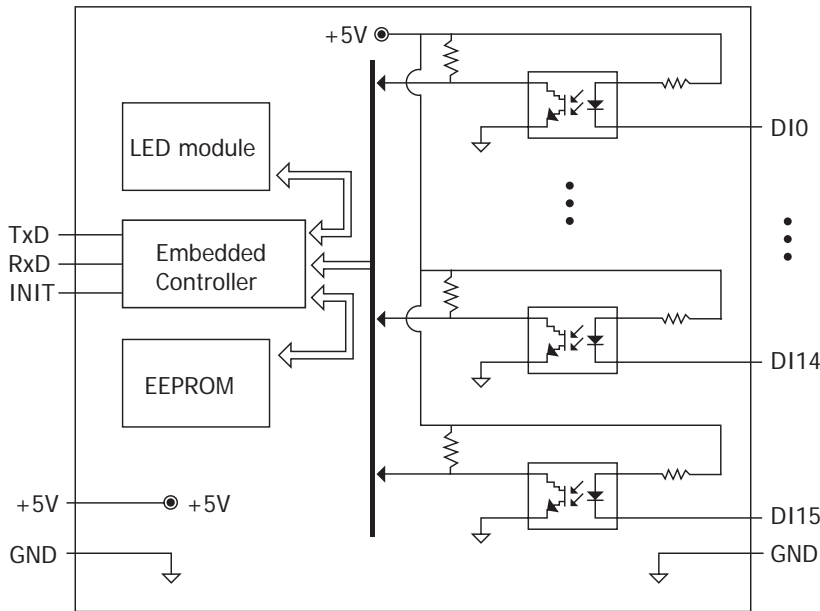 +5V
LED module
DI0
TxD
RxD
INIT
Embedded
Controller
EEPROM
DI14
+5V
+5V
DI15
GND
GND